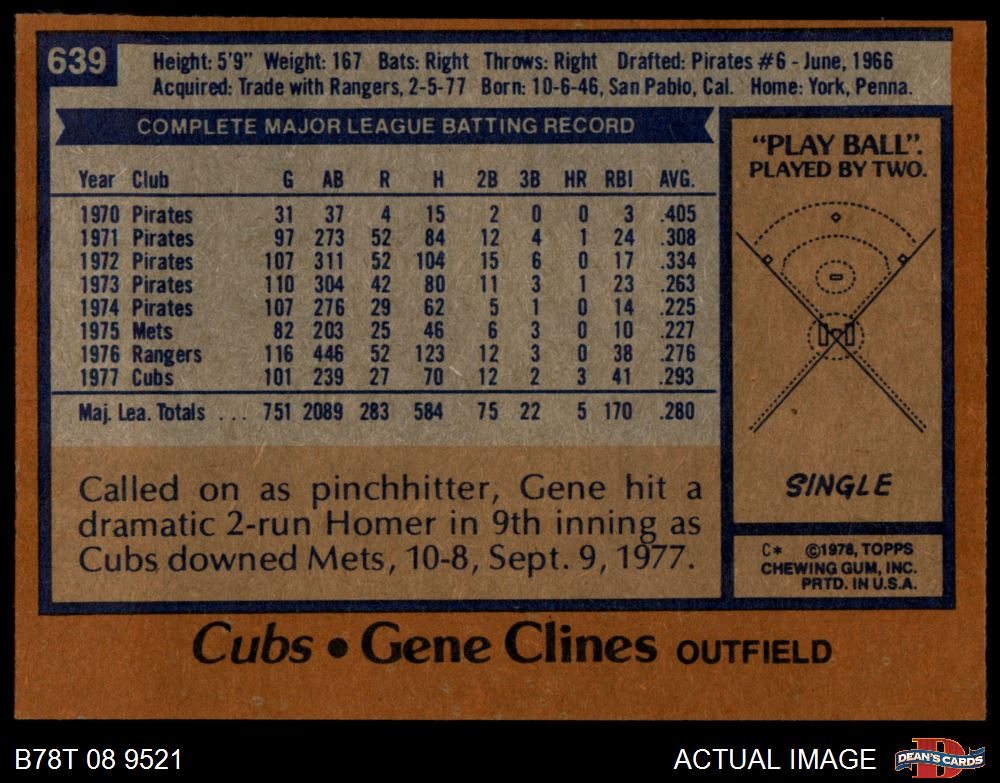 639
Height: 5'9" Weight: 167 Bats: Right Throws: Right Drafted: Pirates #6 - June, 1966
Acquired: Trade with Rangers, 2-5-77 Born: 10-6-46, San Pablo, Cal. Home: York, Penna.
COMPLETE MAJOR LEAGUE BATTING RECORD
Year Club G AB R H 2B 3B HR RBI AVG.
1970 Pirates 31 37 4 15 2 0 0 3 .405
1971 Pirates 97 273 52 84 12 4 1 24 .308
1972 Pirates 107 311 52 104 15 6 0 17 .334
1973 Pirates 110 304 42 80 11 3 1 23 .263
1974 Pirates 107 276 29 62 5 1 0 14 .225
1975 Mets 82 203 25 46 6 3 0 10 .227
1976 Rangers 116 446 52 123 12 3 0 38 .276
1977 Cubs 101 239 27 70 12 2 3 41 .293
Maj. Lea. Totals ... 751 2089 283 584 75 22 5 170 .280
Called on as pinchhitter, Gene hit a
dramatic 2-run Homer in 9th inning as
Cubs downed Mets, 10-8, Sept. 9, 1977.
"PLAY BALL".
PLAYED BY TWO.
SINGLE
C* ©1978, TOPPS
CHEWING GUM, INC.
PRTD. IN U.S.A.
Cubs • Gene Clines OUTFIELD
B78T 08 9521
ACTUAL IMAGE
DEAN'S CARDS